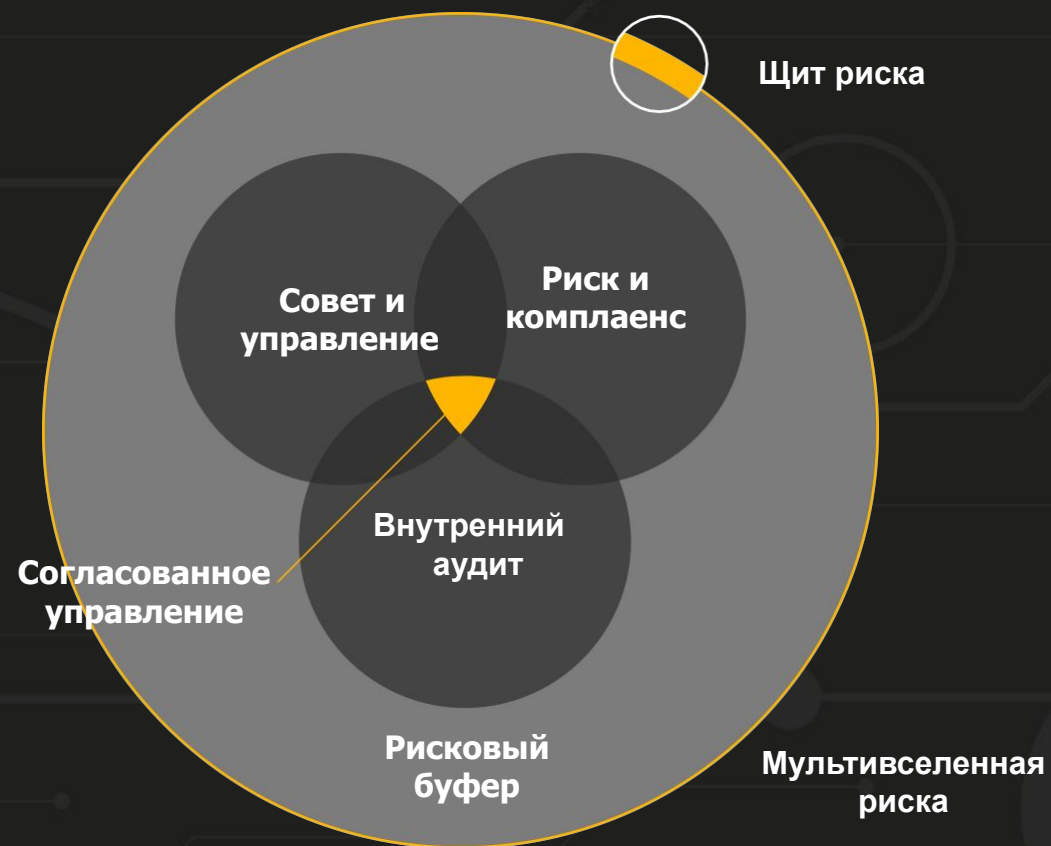 Щит риска
Риск и
комплаенс
Совет и
управление
Внутренний
аудит
Согласованное
управление
Рисковый
буфер
Мультивселенная
риска